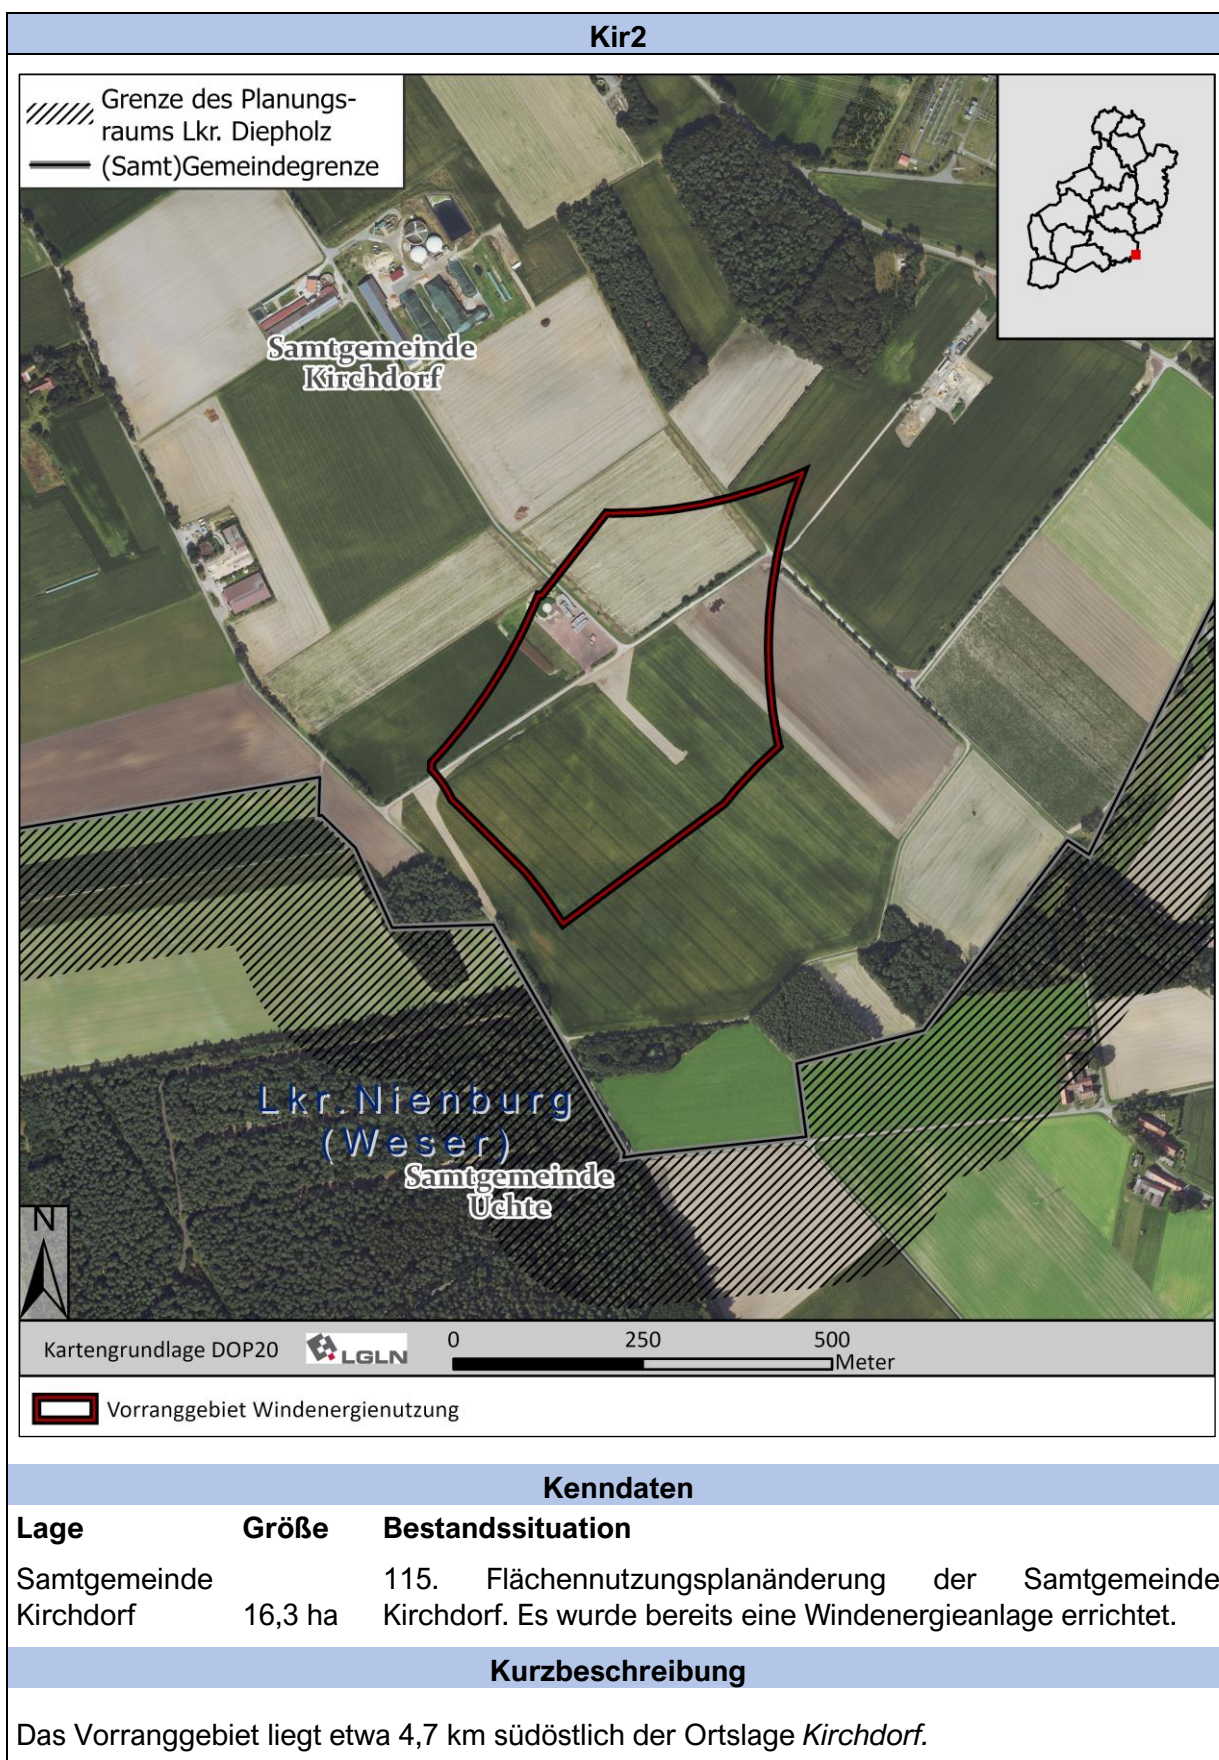 Kir2
Grenze des Planungs-
raums Lkr. Diepholz
(Samt)Gemeindegrenze
Samtgemeinde
Kirchdorf
Lkr. Nienburg
(Weser)
Samtgemeinde
Uchte
N
Kartengrundlage DOP20 LGLN 0 250 500
Meter
Vorranggebiet Windenergienutzung
Kenndaten
Lage Größe Bestandssituation
Samtgemeinde 115. Flächennutzungsplanänderung der Samtgemeinde
Kirchdorf 16,3 ha Kirchdorf. Es wurde bereits eine Windenergieanlage errichtet.
Kurzbeschreibung
Das Vorranggebiet liegt etwa 4,7 km südöstlich der Ortslage Kirchdorf.